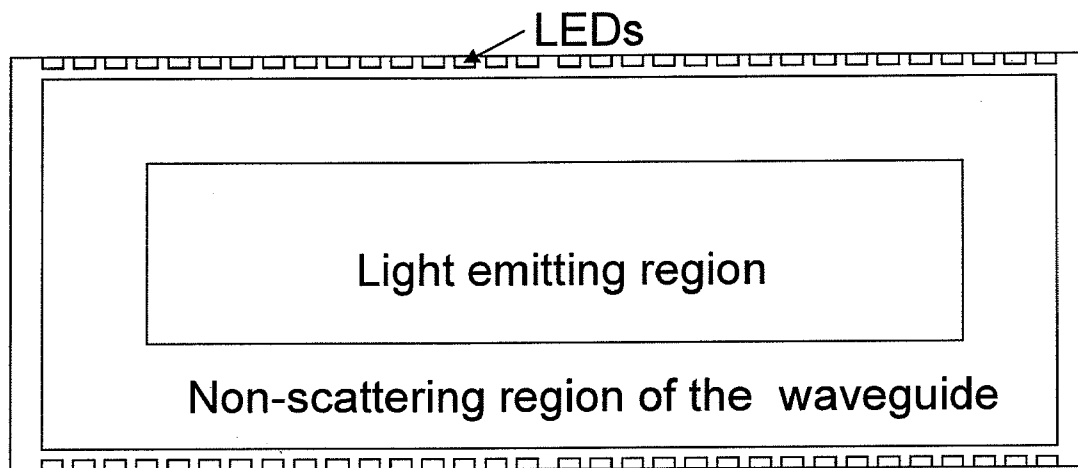 LEDs
Light emitting region
Non-scattering region of the waveguide